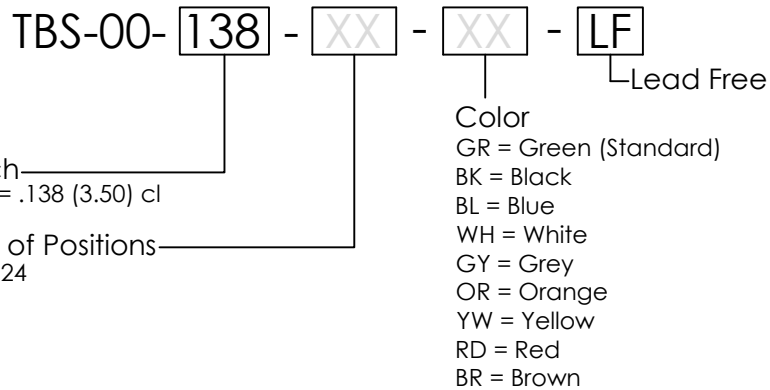 TBS-00- 138 - XX - XX - LF
Lead Free
Color
GR = Green (Standard)
BK = Black
BL = Blue
WH = White
GY = Grey
OR = Orange
YW = Yellow
RD = Red
BR = Brown
= .138 (3.50) cl
of Positions
24